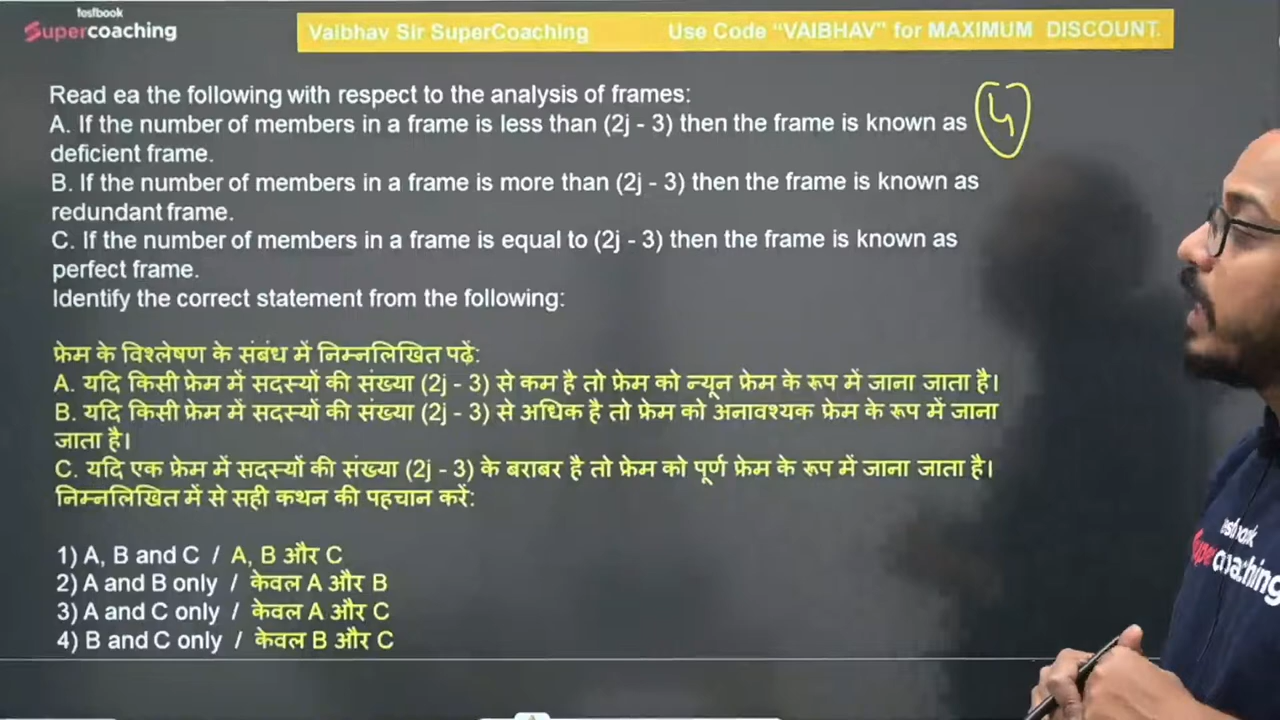 testbook
Supercoaching
Vaibhav Sir SuperCoaching Use Code “VAIBHAV” for MAXIMUM DISCOUNT.
Read ea the following with respect to the analysis of frames:
A. If the number of members in a frame is less than (2j - 3) then the frame is known as
deficient frame.
4
B. If the number of members in a frame is more than (2j - 3) then the frame is known as
redundant frame.
C. If the number of members in a frame is equal to (2j - 3) then the frame is known as
perfect frame.
Identify the correct statement from the following:
फ्रेम के विश्लेषण के संबंध में निम्नलिखित पढ़ें:
A. यदि किसी फ्रेम में सदस्यों की संख्या (2j - 3) से कम है तो फ्रेम को न्यून फ्रेम के रूप में जाना जाता है।
B. यदि किसी फ्रेम में सदस्यों की संख्या (2j - 3) से अधिक है तो फ्रेम को अनावश्यक फ्रेम के रूप में जाना
जाता है।
C. यदि एक फ्रेम में सदस्यों की संख्या (2j - 3) के बराबर है तो फ्रेम को पूर्ण फ्रेम के रूप में जाना जाता है।
निम्नलिखित में से सही कथन की पहचान करें:
1) A, B and C / A, B और C
2) A and B only / केवल A और B
3) A and C only / केवल A और C
4) B and C only / केवल B और C
testbook
Supercoaching